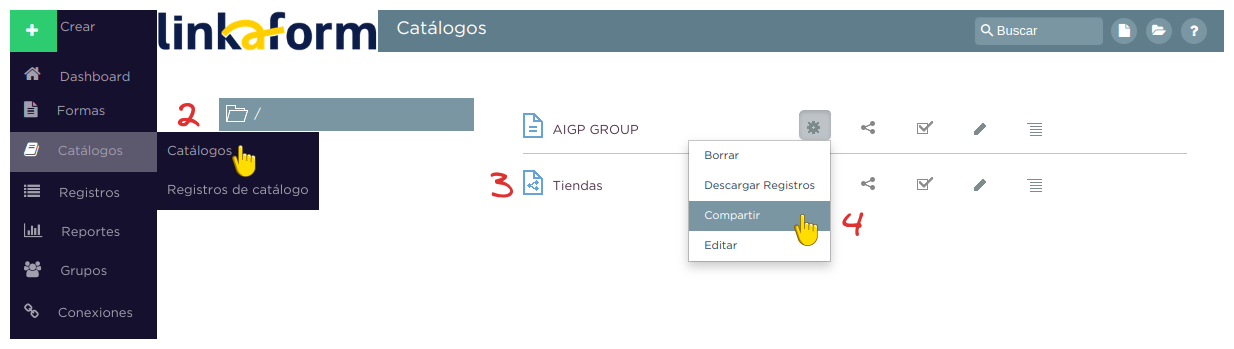 + Crear
linkaform
Catálogos
Buscar
?
Dashboard
Formas
Catálogos
Registros
Reportes
Grupos
Conexiones
2
/
Catálogos
Registros de catálogo
AIGP GROUP
3
Tiendas
Borrar
Descargar Registros
Compartir
Editar
4